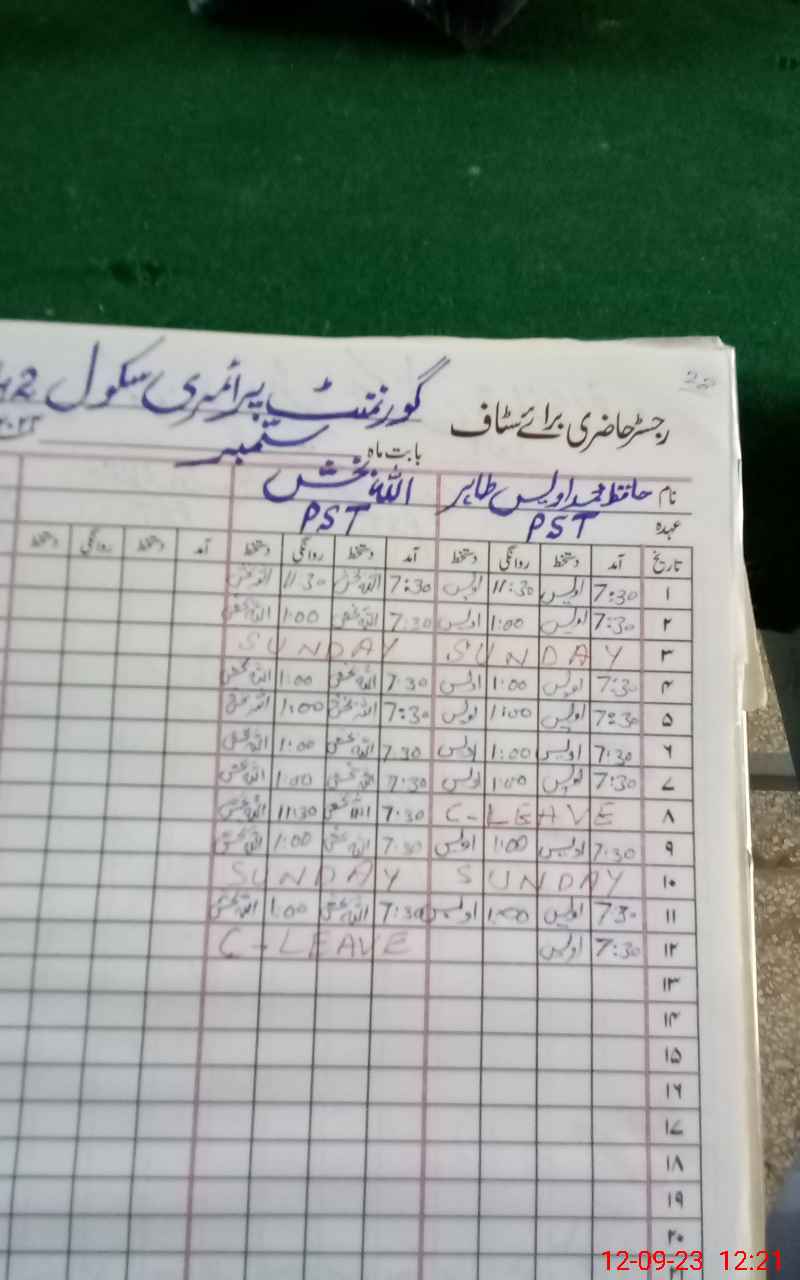 22
رجسٹر حاضری برائے سٹاف گورنمنٹ پرائمری سکول
بابت ماہ ستمبر
نام حافظ محمد اویس طاہر اللہ بخش
عہدہ PST PST
تاریخ آمد دستخط روانگی دستخط آمد دستخط روانگی دستخط آمد دستخط روانگی دستخط
۱ 7:30 اویس 11:30 اویس 7:30 اللہ بخش 11:30 اللہ بخش
۲ 7:30 اویس 1:00 اویس 7:30 اللہ بخش 1:00 اللہ بخش
۳ SUNDAY SUNDAY
۴ 7:30 اویس 1:00 اویس 7:30 اللہ بخش 1:00 اللہ بخش
۵ 7:30 اویس 1:00 اویس 7:30 اللہ بخش 1:00 اللہ بخش
۶ 7:30 اویس 1:00 اویس 7:30 اللہ بخش 1:00 اللہ بخش
۷ 7:30 اویس 1:00 اویس 7:30 اللہ بخش 1:00 اللہ بخش
۸ C-LEAVE 7:30 اللہ بخش 11:30 اللہ بخش
۹ 7:30 اویس 1:00 اویس 7:30 اللہ بخش 1:00 اللہ بخش
۱۰ SUNDAY SUNDAY
۱۱ 7:30 اویس 1:00 اویس 7:30 اللہ بخش 1:00 اللہ بخش
۱۲ 7:30 اویس C-LEAVE
۱۳
۱۴
۱۵
۱۶
۱۷
۱۸
۱۹
۲۰
12-09-23 12:21